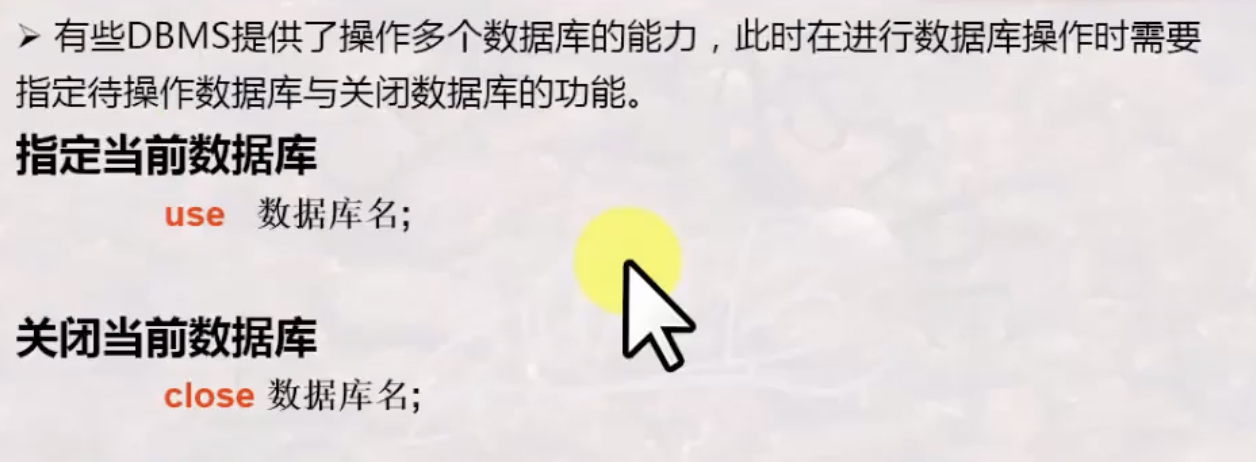 ➢ 有些DBMS提供了操作多个数据库的能力，此时在进行数据库操作时需要
指定待操作数据库与关闭数据库的功能。
指定当前数据库
use 数据库名;
关闭当前数据库
close 数据库名;